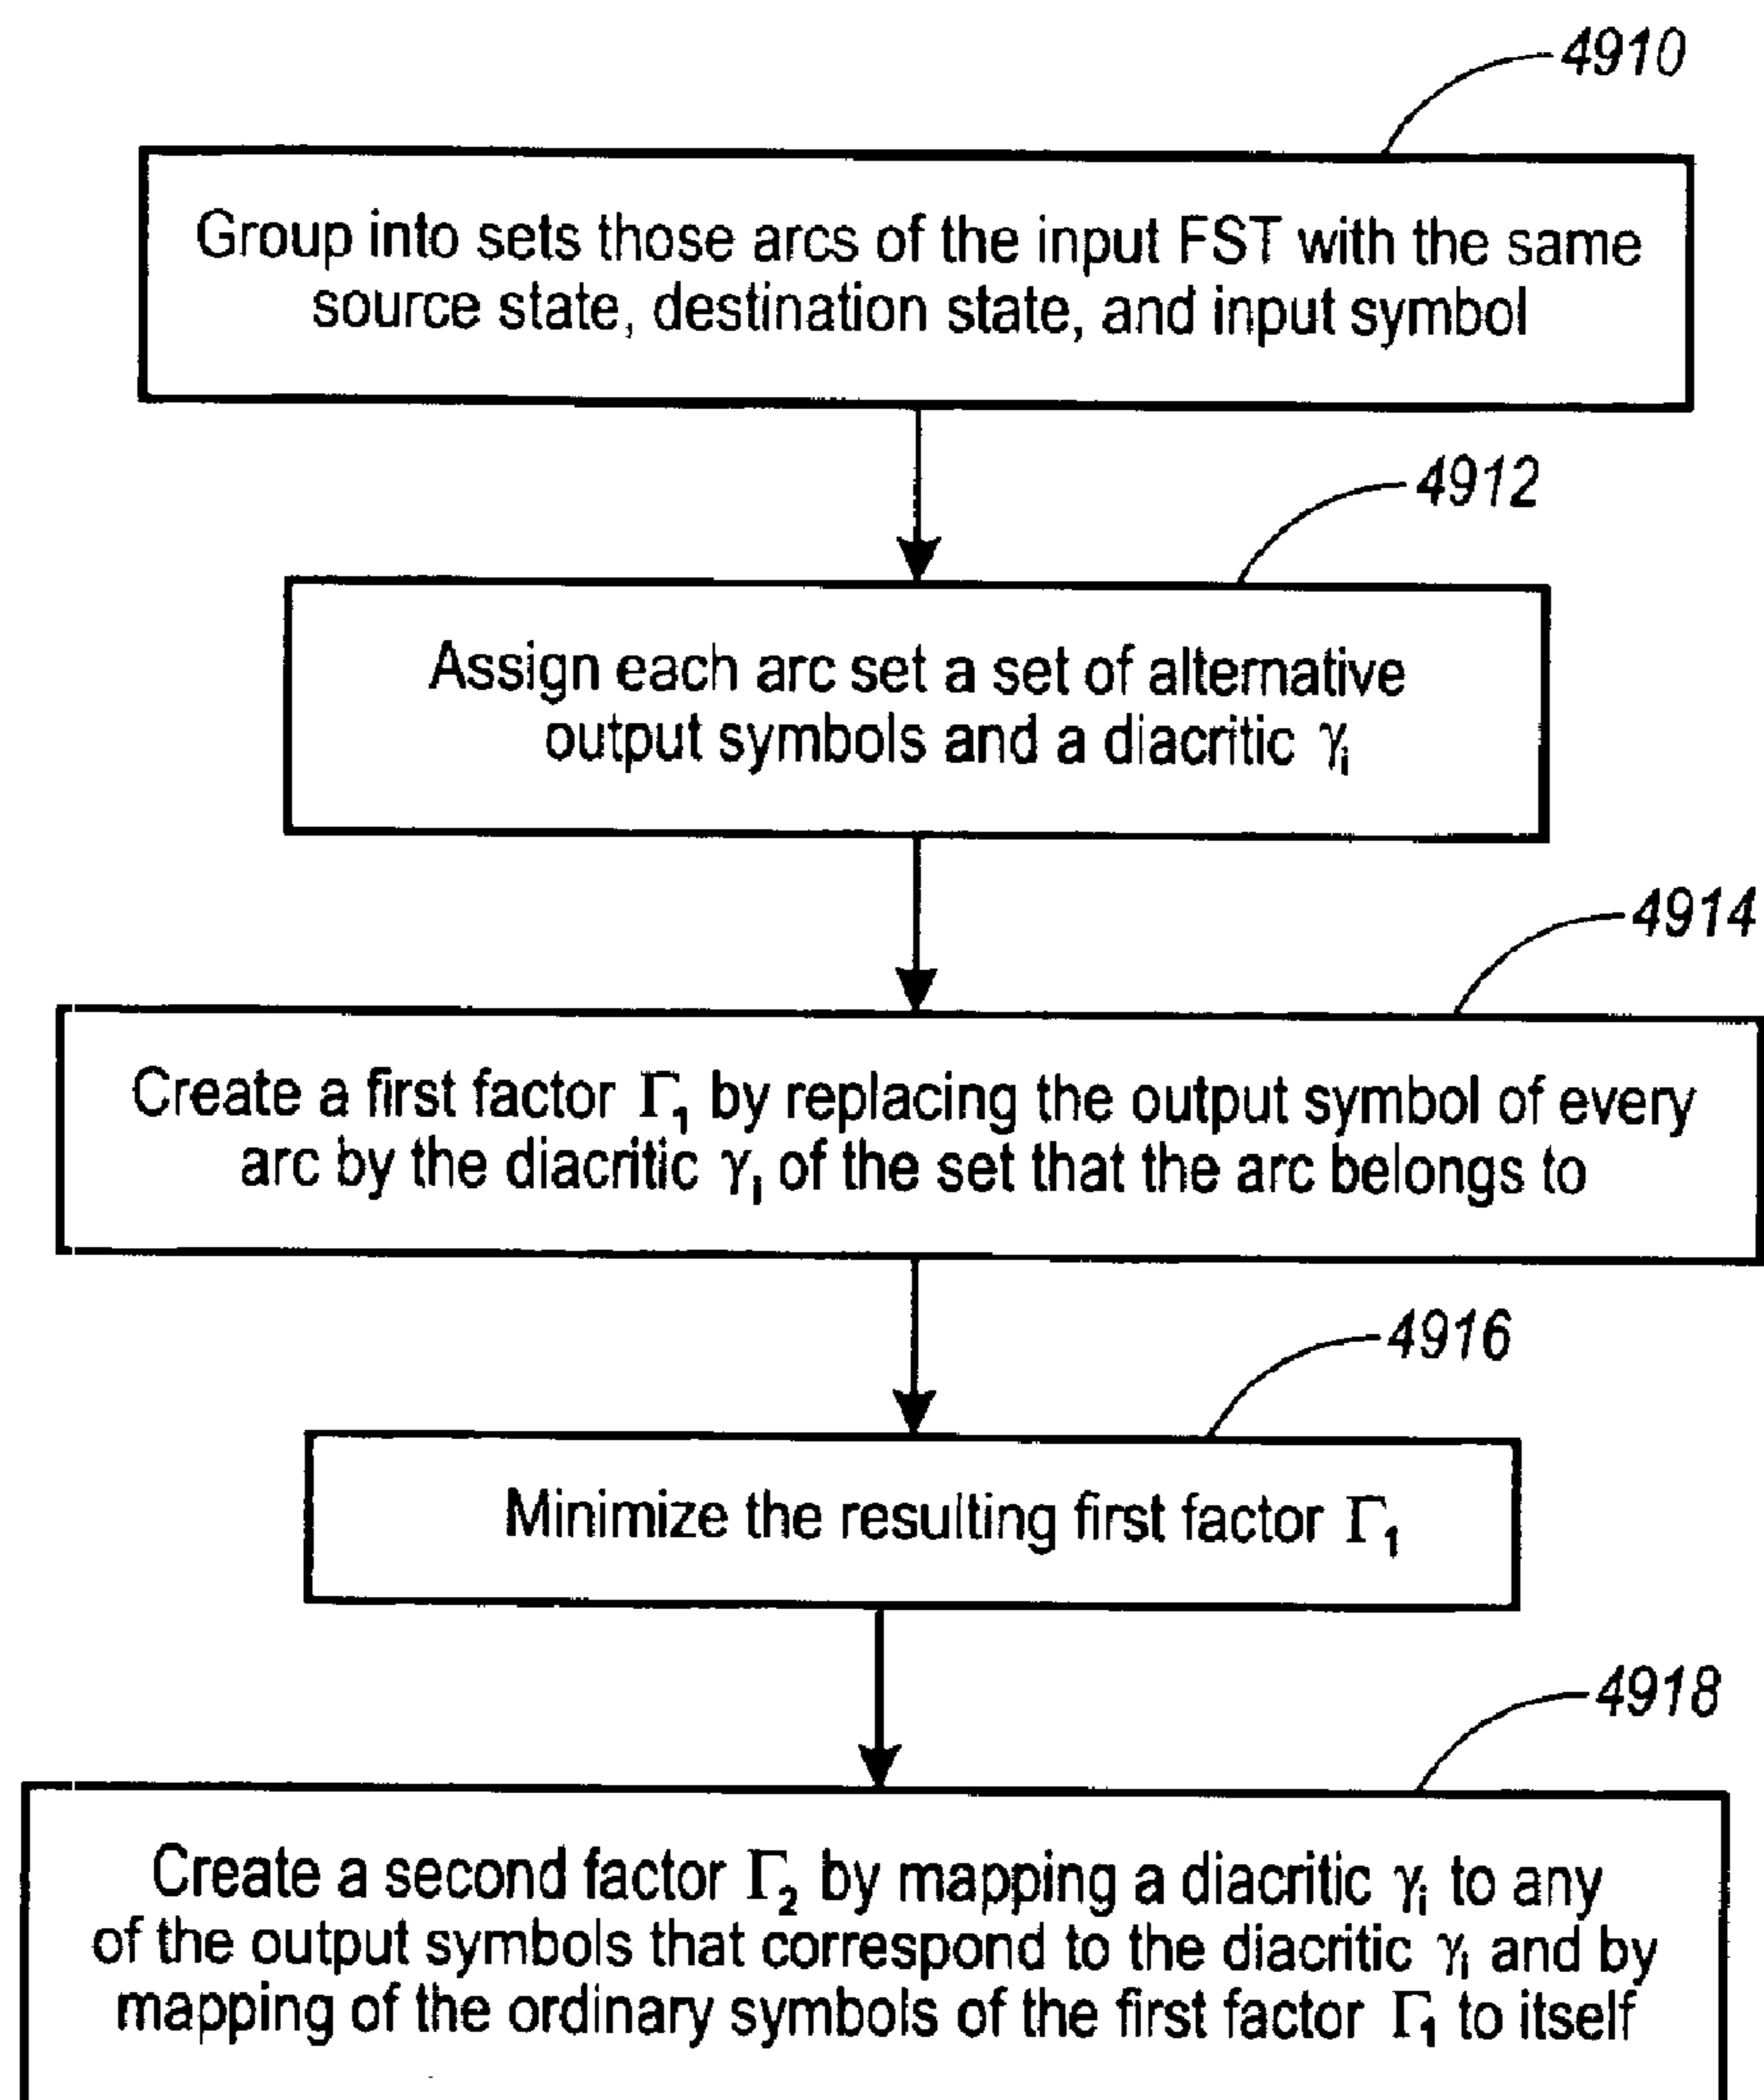 4910
Group into sets those arcs of the input FST with the same
source state, destination state, and input symbol
4912
Assign each arc set a set of alternative
output symbols and a diacritic γᵢ
4914
Create a first factor Γ₁ by replacing the output symbol of every
arc by the diacritic γᵢ of the set that the arc belongs to
4916
Minimize the resulting first factor Γ₁
4918
Create a second factor Γ₂ by mapping a diacritic γᵢ to any
of the output symbols that correspond to the diacritic γᵢ and by
mapping of the ordinary symbols of the first factor Γ₁ to itself